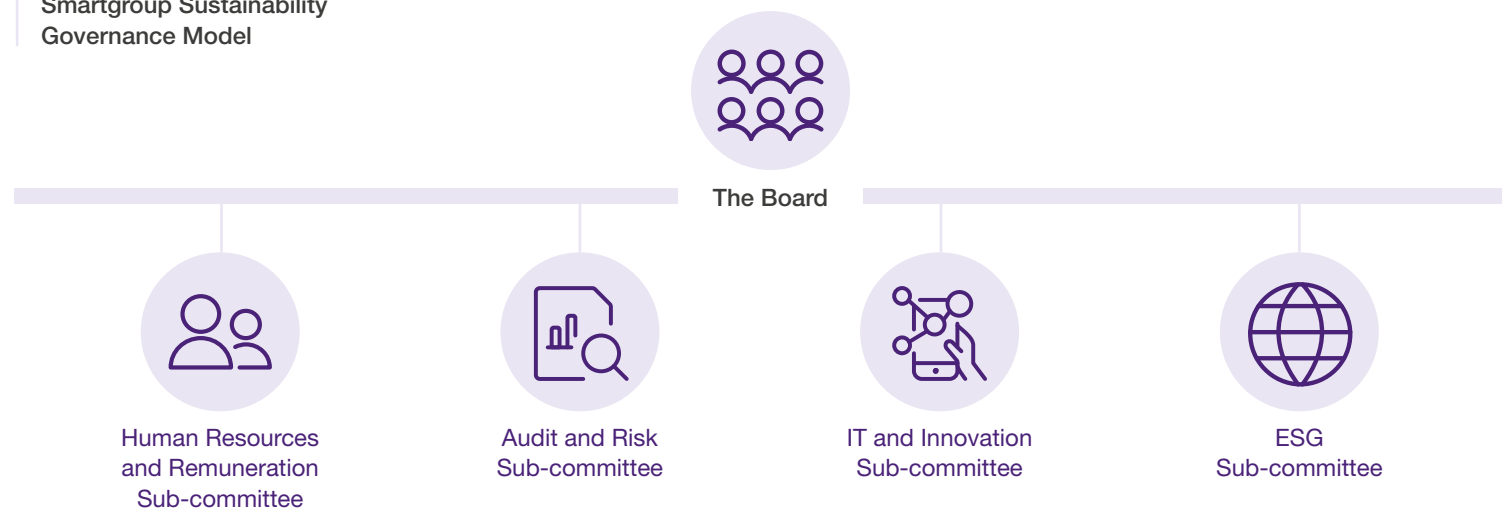 Smartgroup Sustainability
Governance Model
The Board
Human Resources
and Remuneration
Sub-committee
Audit and Risk
Sub-committee
IT and Innovation
Sub-committee
ESG
Sub-committee